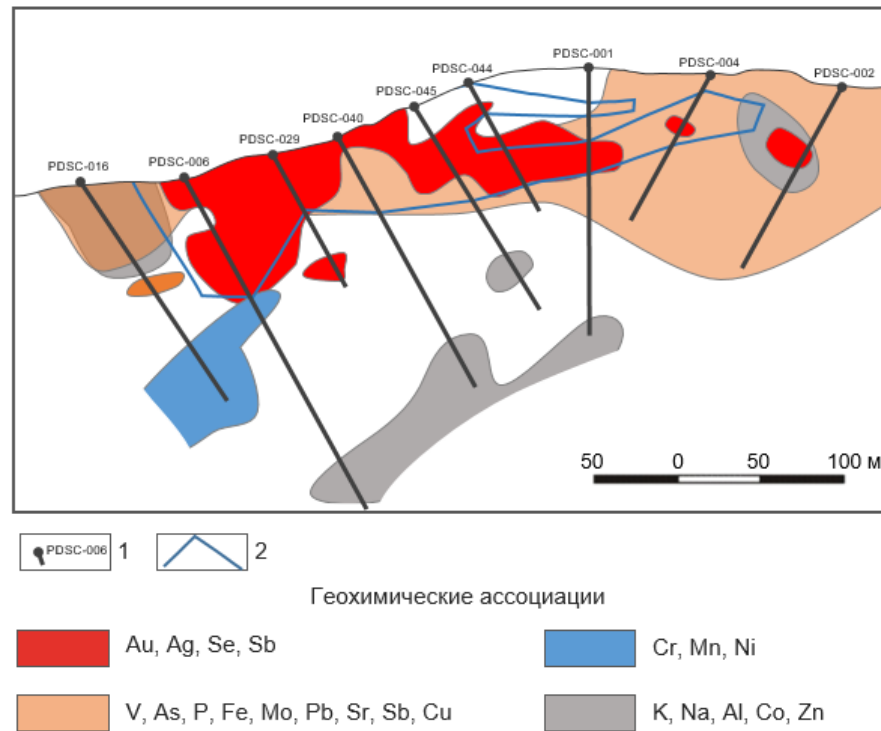 PDSC-001
PDSC-044
PDSC-004
PDSC-002
PDSC-045
PDSC-040
PDSC-029
PDSC-006
PDSC-016
50 0 50 100 м
PDSC-006 1 2
Геохимические ассоциации
Au, Ag, Se, Sb
Cr, Mn, Ni
V, As, P, Fe, Mo, Pb, Sr, Sb, Cu
K, Na, Al, Co, Zn